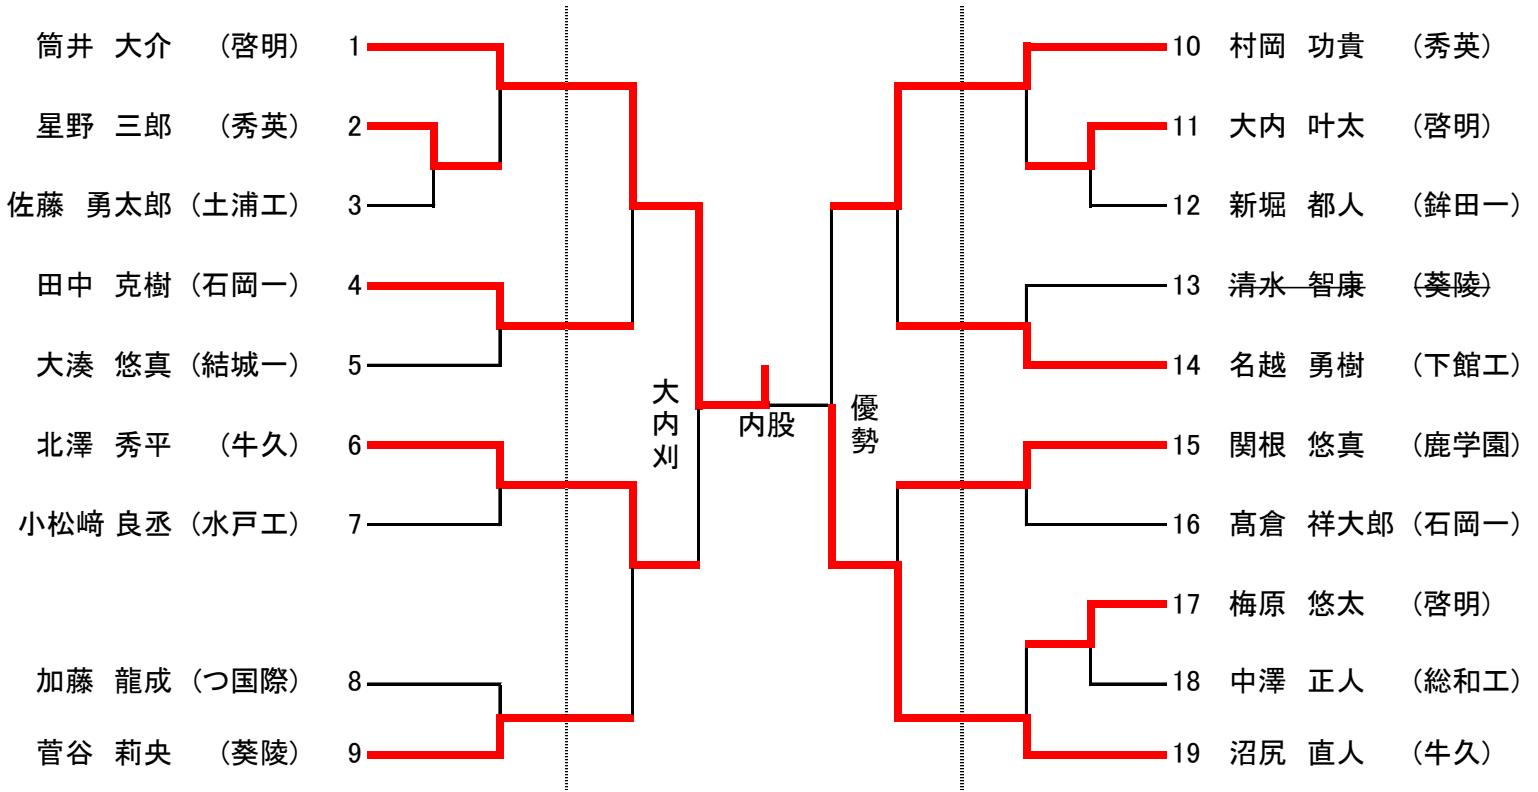 筒井 大介 （啓明） 1
星野 三郎 （秀英） 2
佐藤 勇太郎（土浦工） 3
田中 克樹（石岡一） 4
大湊 悠真（結城一） 5
北澤 秀平 （牛久） 6
小松﨑 良丞（水戸工） 7
加藤 龍成（つ国際） 8
菅谷 莉央 （葵陵） 9
大内刈
内股
優勢
10 村岡 功貴 （秀英）
11 大内 叶太 （啓明）
12 新堀 都人 （鉾田一）
13 清水 智康 （葵陵）
14 名越 勇樹 （下館工）
15 関根 悠真 （鹿学園）
16 髙倉 祥大郎（石岡一）
17 梅原 悠太 （啓明）
18 中澤 正人 （総和工）
19 沼尻 直人 （牛久）